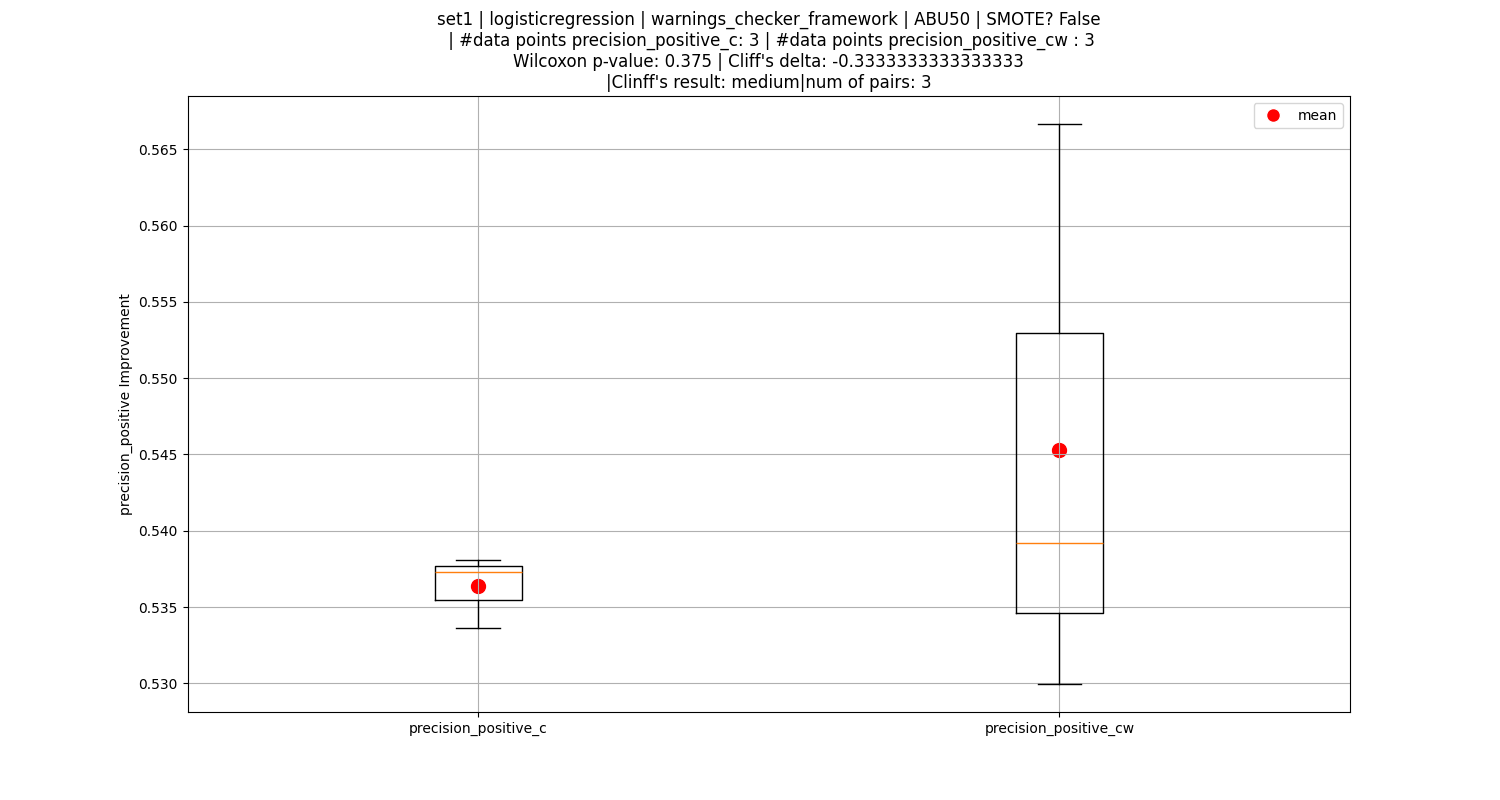 set1 | logisticregression | warnings_checker_framework | ABU50 | SMOTE? False
| #data points precision_positive_c: 3 | #data points precision_positive_cw : 3
Wilcoxon p-value: 0.375 | Cliff's delta: -0.3333333333333333
|Clinff's result: medium|num of pairs: 3
mean
precision_positive Improvement
0.565
0.560
0.555
0.550
0.545
0.540
0.535
0.530
precision_positive_c
precision_positive_cw